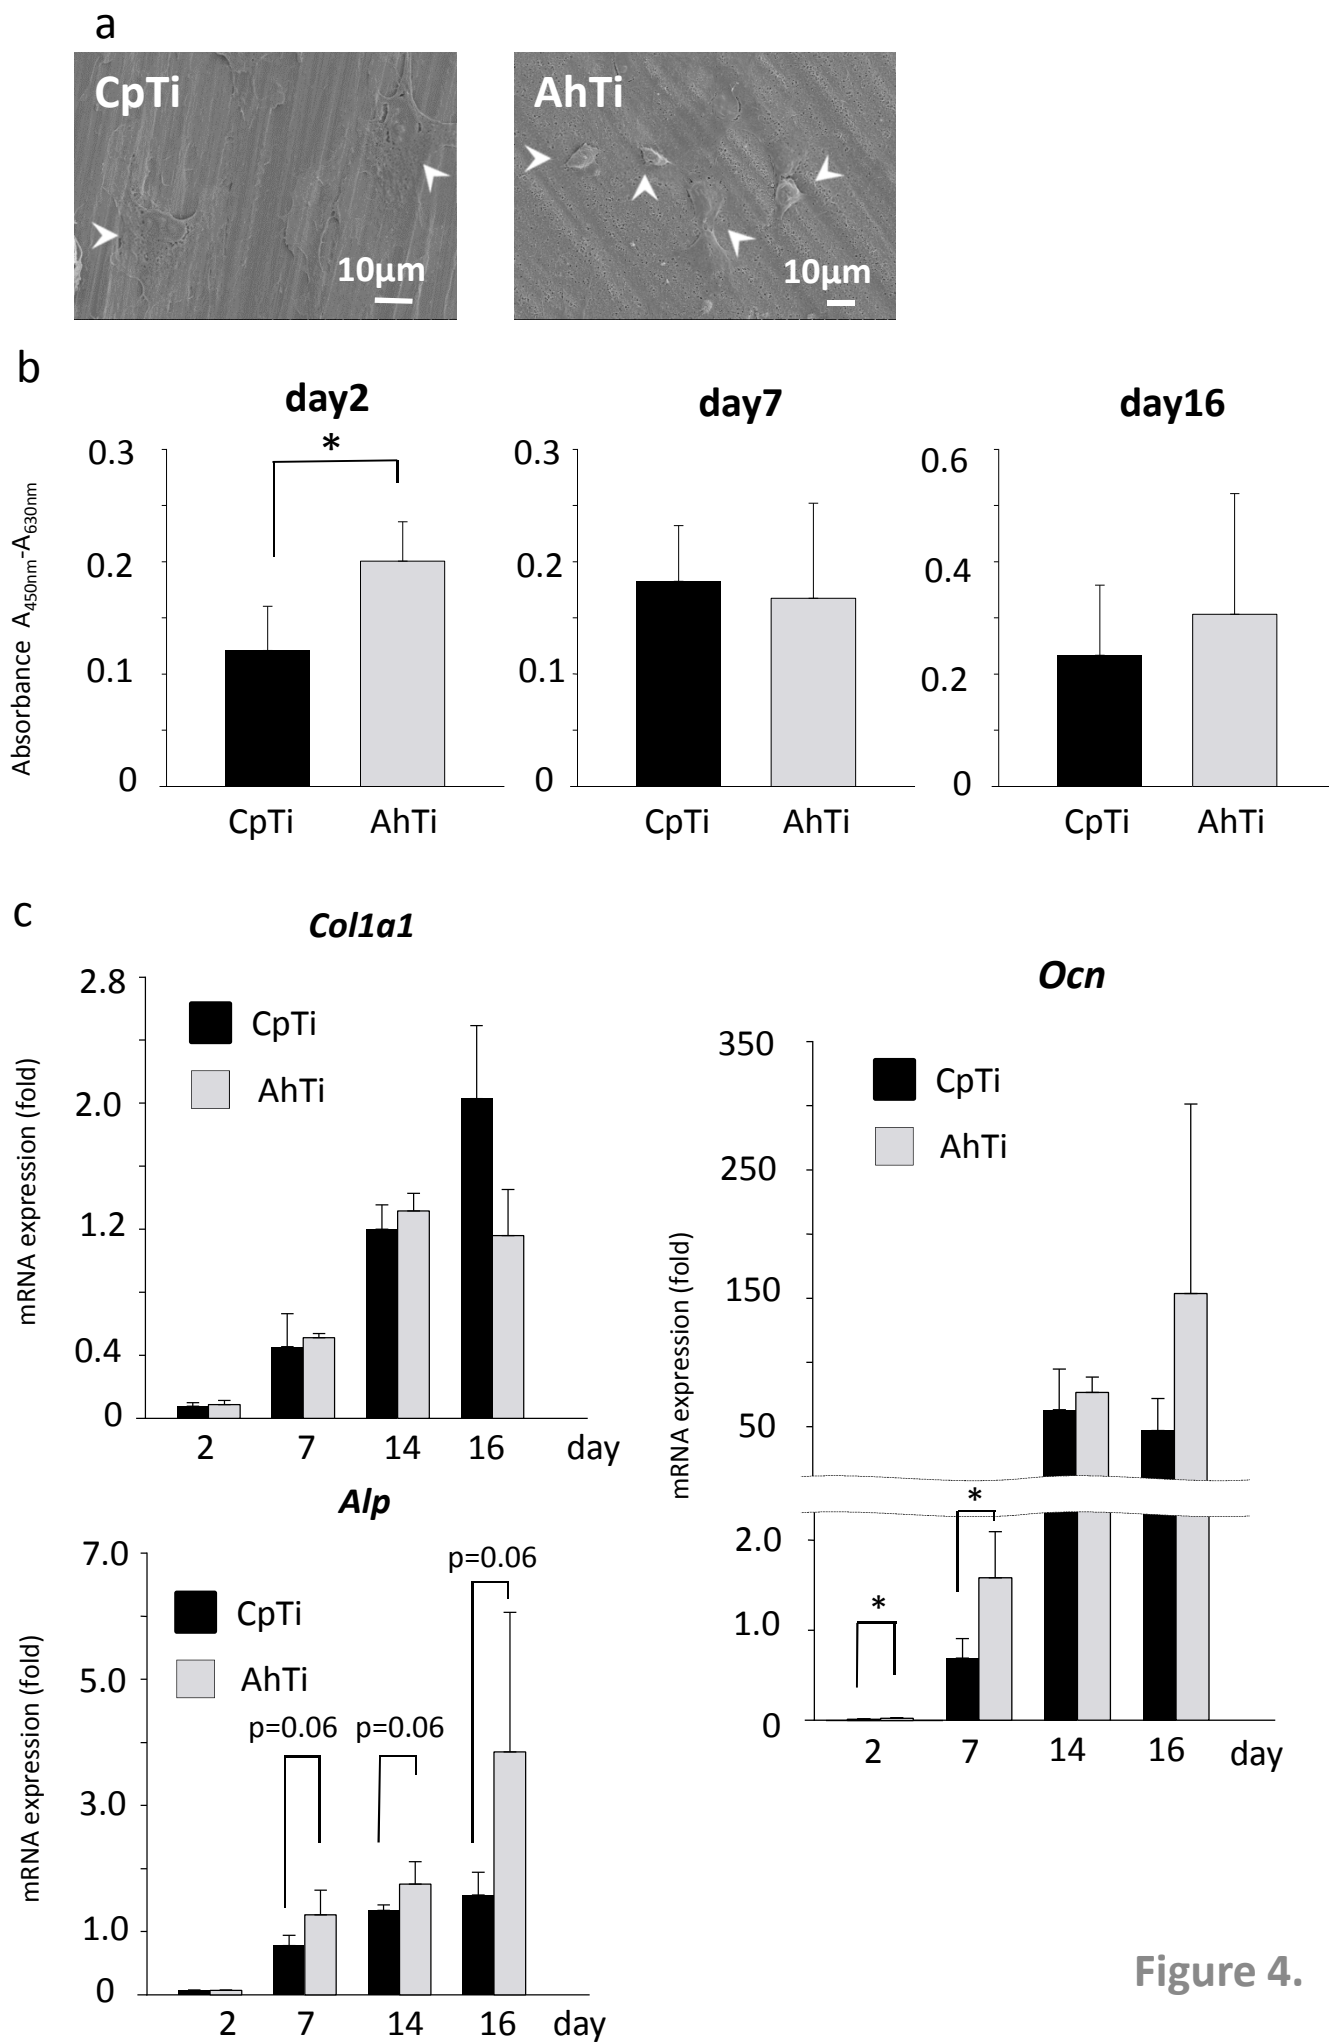 a
CpTi
10µm
AhTi
10µm
b
day2
day7
day16
Absorbance A450nm-A630nm
*
0.3
0.2
0.1
0
CpTi AhTi
0.3
0.2
0.1
0
CpTi AhTi
0.6
0.4
0.2
0
CpTi AhTi
c
Col1a1
mRNA expression (fold)
2.8
2.0
1.2
0.4
0
CpTi
AhTi
2 7 14 16 day
Ocn
mRNA expression (fold)
350
250
150
50
2.0
1.0
0
CpTi
AhTi
*
*
2 7 14 16 day
Alp
mRNA expression (fold)
7.0
5.0
3.0
1.0
0
CpTi
AhTi
p=0.06
p=0.06
p=0.06
2 7 14 16 day
Figure 4.